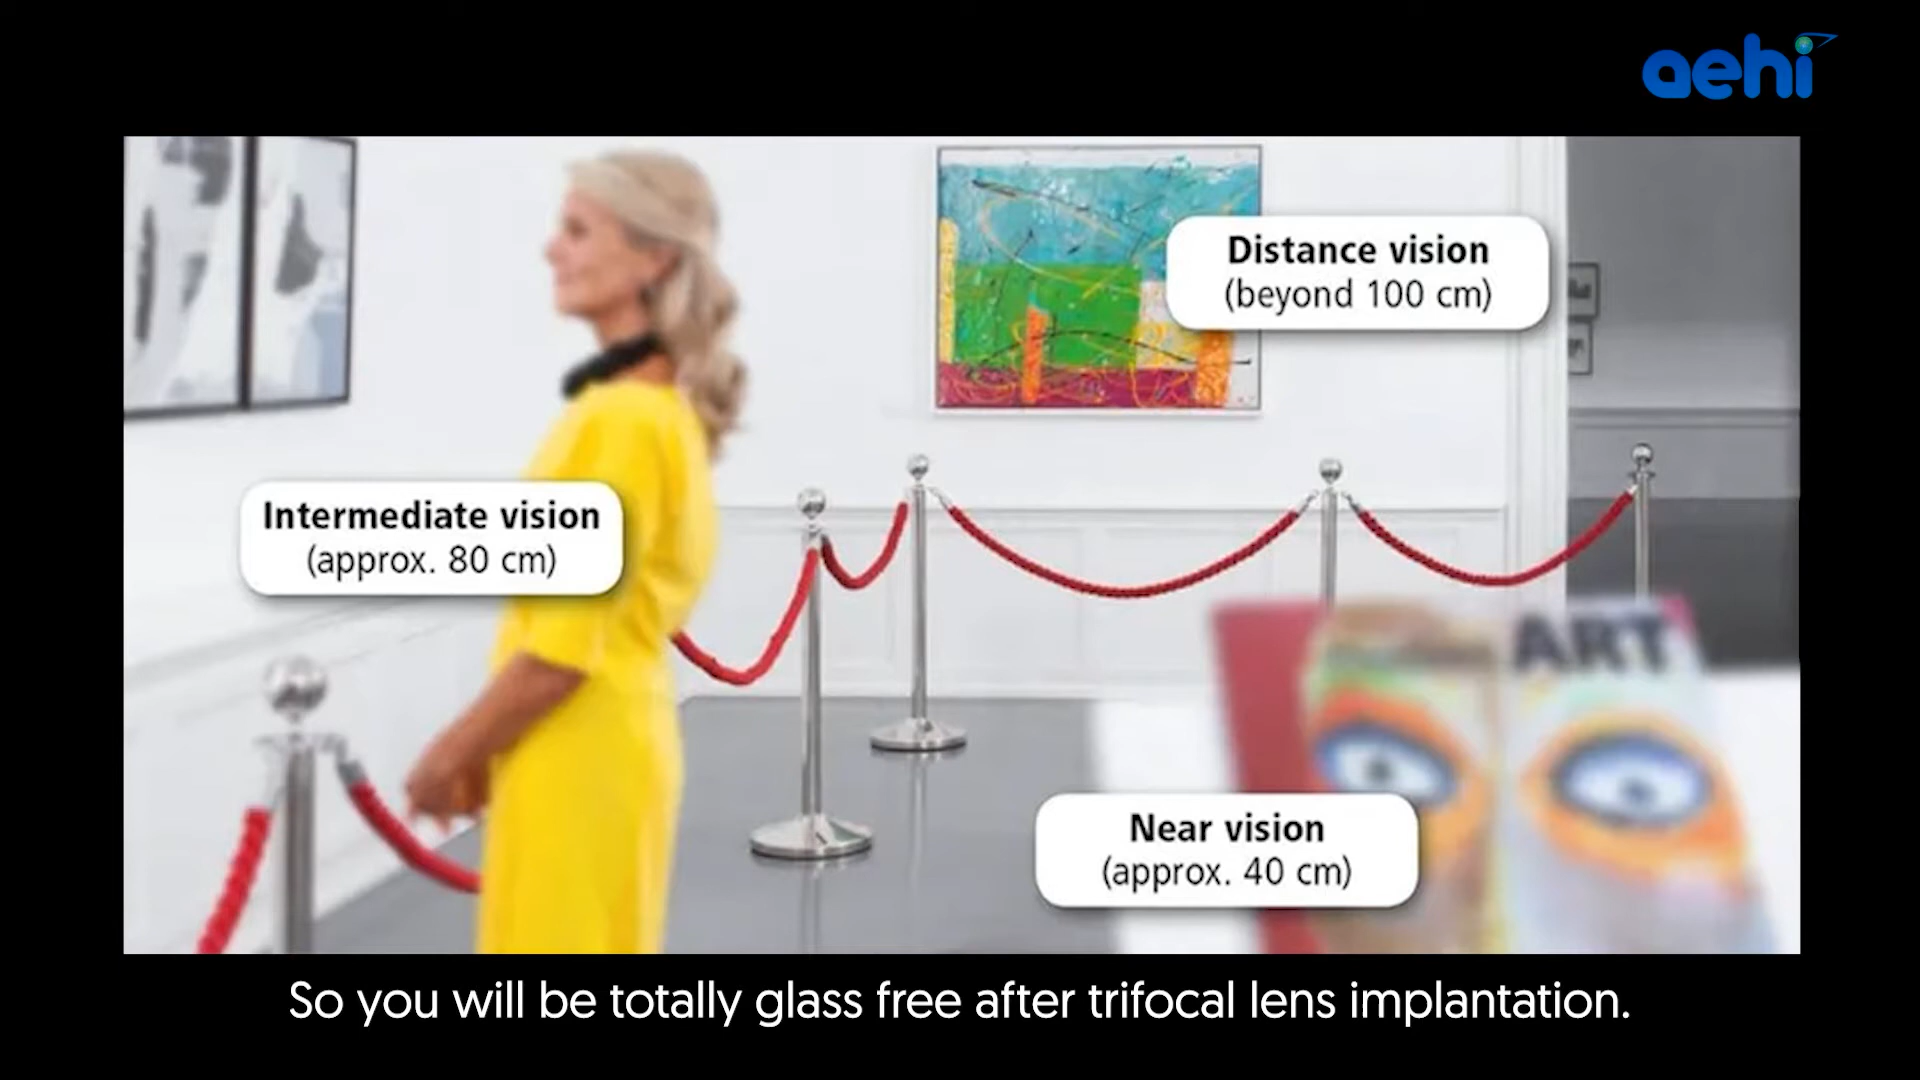 aehi
Distance vision
(beyond 100 cm)
Intermediate vision
(approx. 80 cm)
ART
Near vision
(approx. 40 cm)
So you will be totally glass free after trifocal lens implantation.